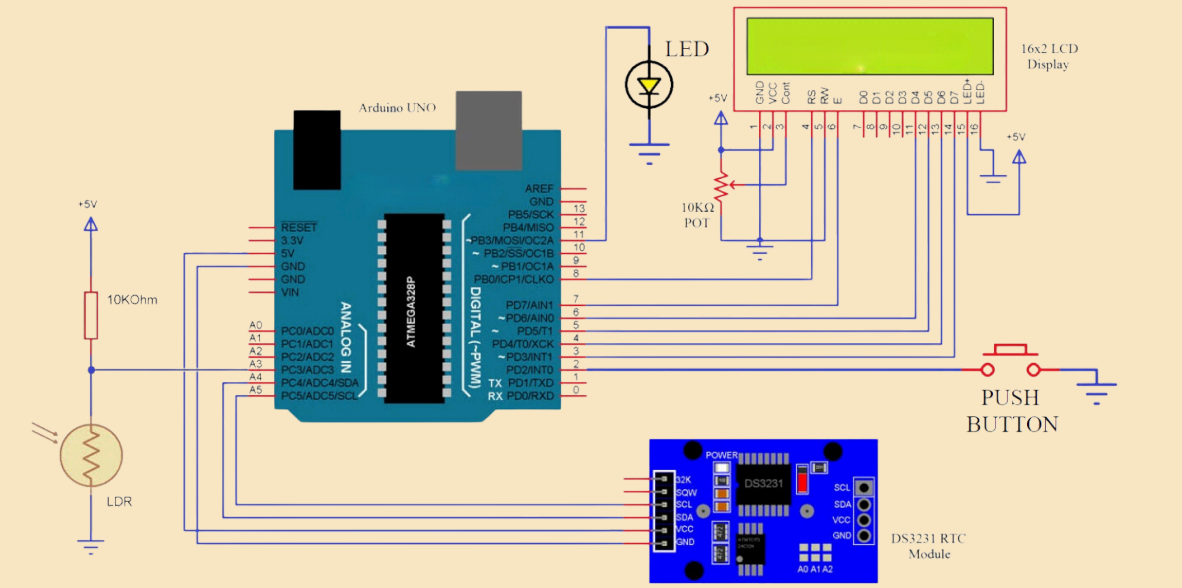 LED
16x2 LCD
Display
Arduino UNO
+5V
GND
VCC
Cont
RS
RW
E
D0
D1
D2
D3
D4
D5
D6
D7
LED+
LED-
1
2
3
4
5
6
7
8
9
10
11
12
13
14
15
16
+5V
10KΩ
POT
+5V
10KOhm
LDR
RESET
3.3V
5V
GND
GND
VIN
A0 PC0/ADC0
A1 PC1/ADC1
A2 PC2/ADC2
A3 PC3/ADC3
A4 PC4/ADC4/SDA
A5 PC5/ADC5/SCL
ANALOG IN
ATMEGA328P
DIGITAL (~PWM)
AREF
GND
PB5/SCK 13
PB4/MISO 12
~PB3/MOSI/OC2A 11
~ PB2/SS/OC1B 10
~ PB1/OC1A 9
PB0/ICP1/CLKO 8
PD7/AIN1 7
~ PD6/AIN0 6
~ PD5/T1 5
PD4/T0/XCK 4
~ PD3/INT1 3
PD2/INT0 2
TX PD1/TXD 1
RX PD0/RXD 0
PUSH
BUTTON
POWER
32K
SQW
SCL
SDA
VCC
GND
DS3231
SCL
SDA
VCC
GND
A0 A1 A2
DS3231 RTC
Module